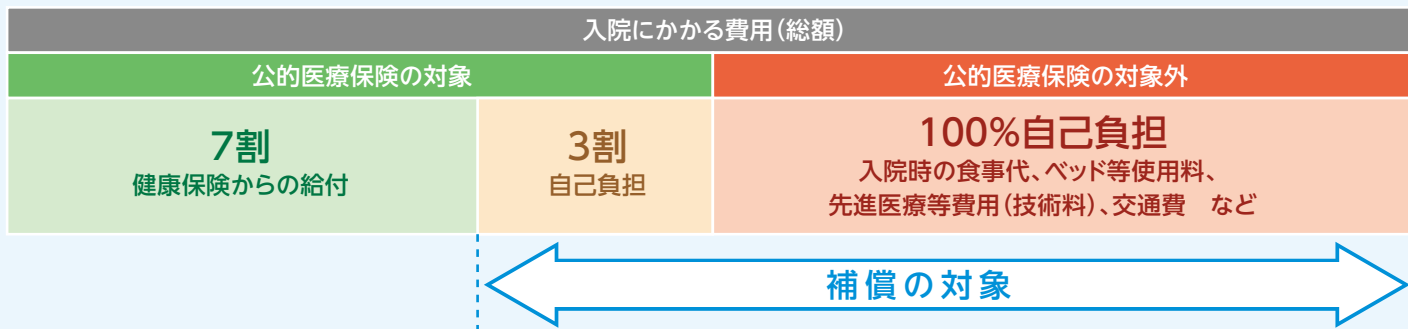 入院にかかる費用(総額)
公的医療保険の対象
公的医療保険の対象外
7割
健康保険からの給付
3割
自己負担
100%自己負担
入院時の食事代、ベッド等使用料、
先進医療等費用(技術料)、交通費　など
補償の対象